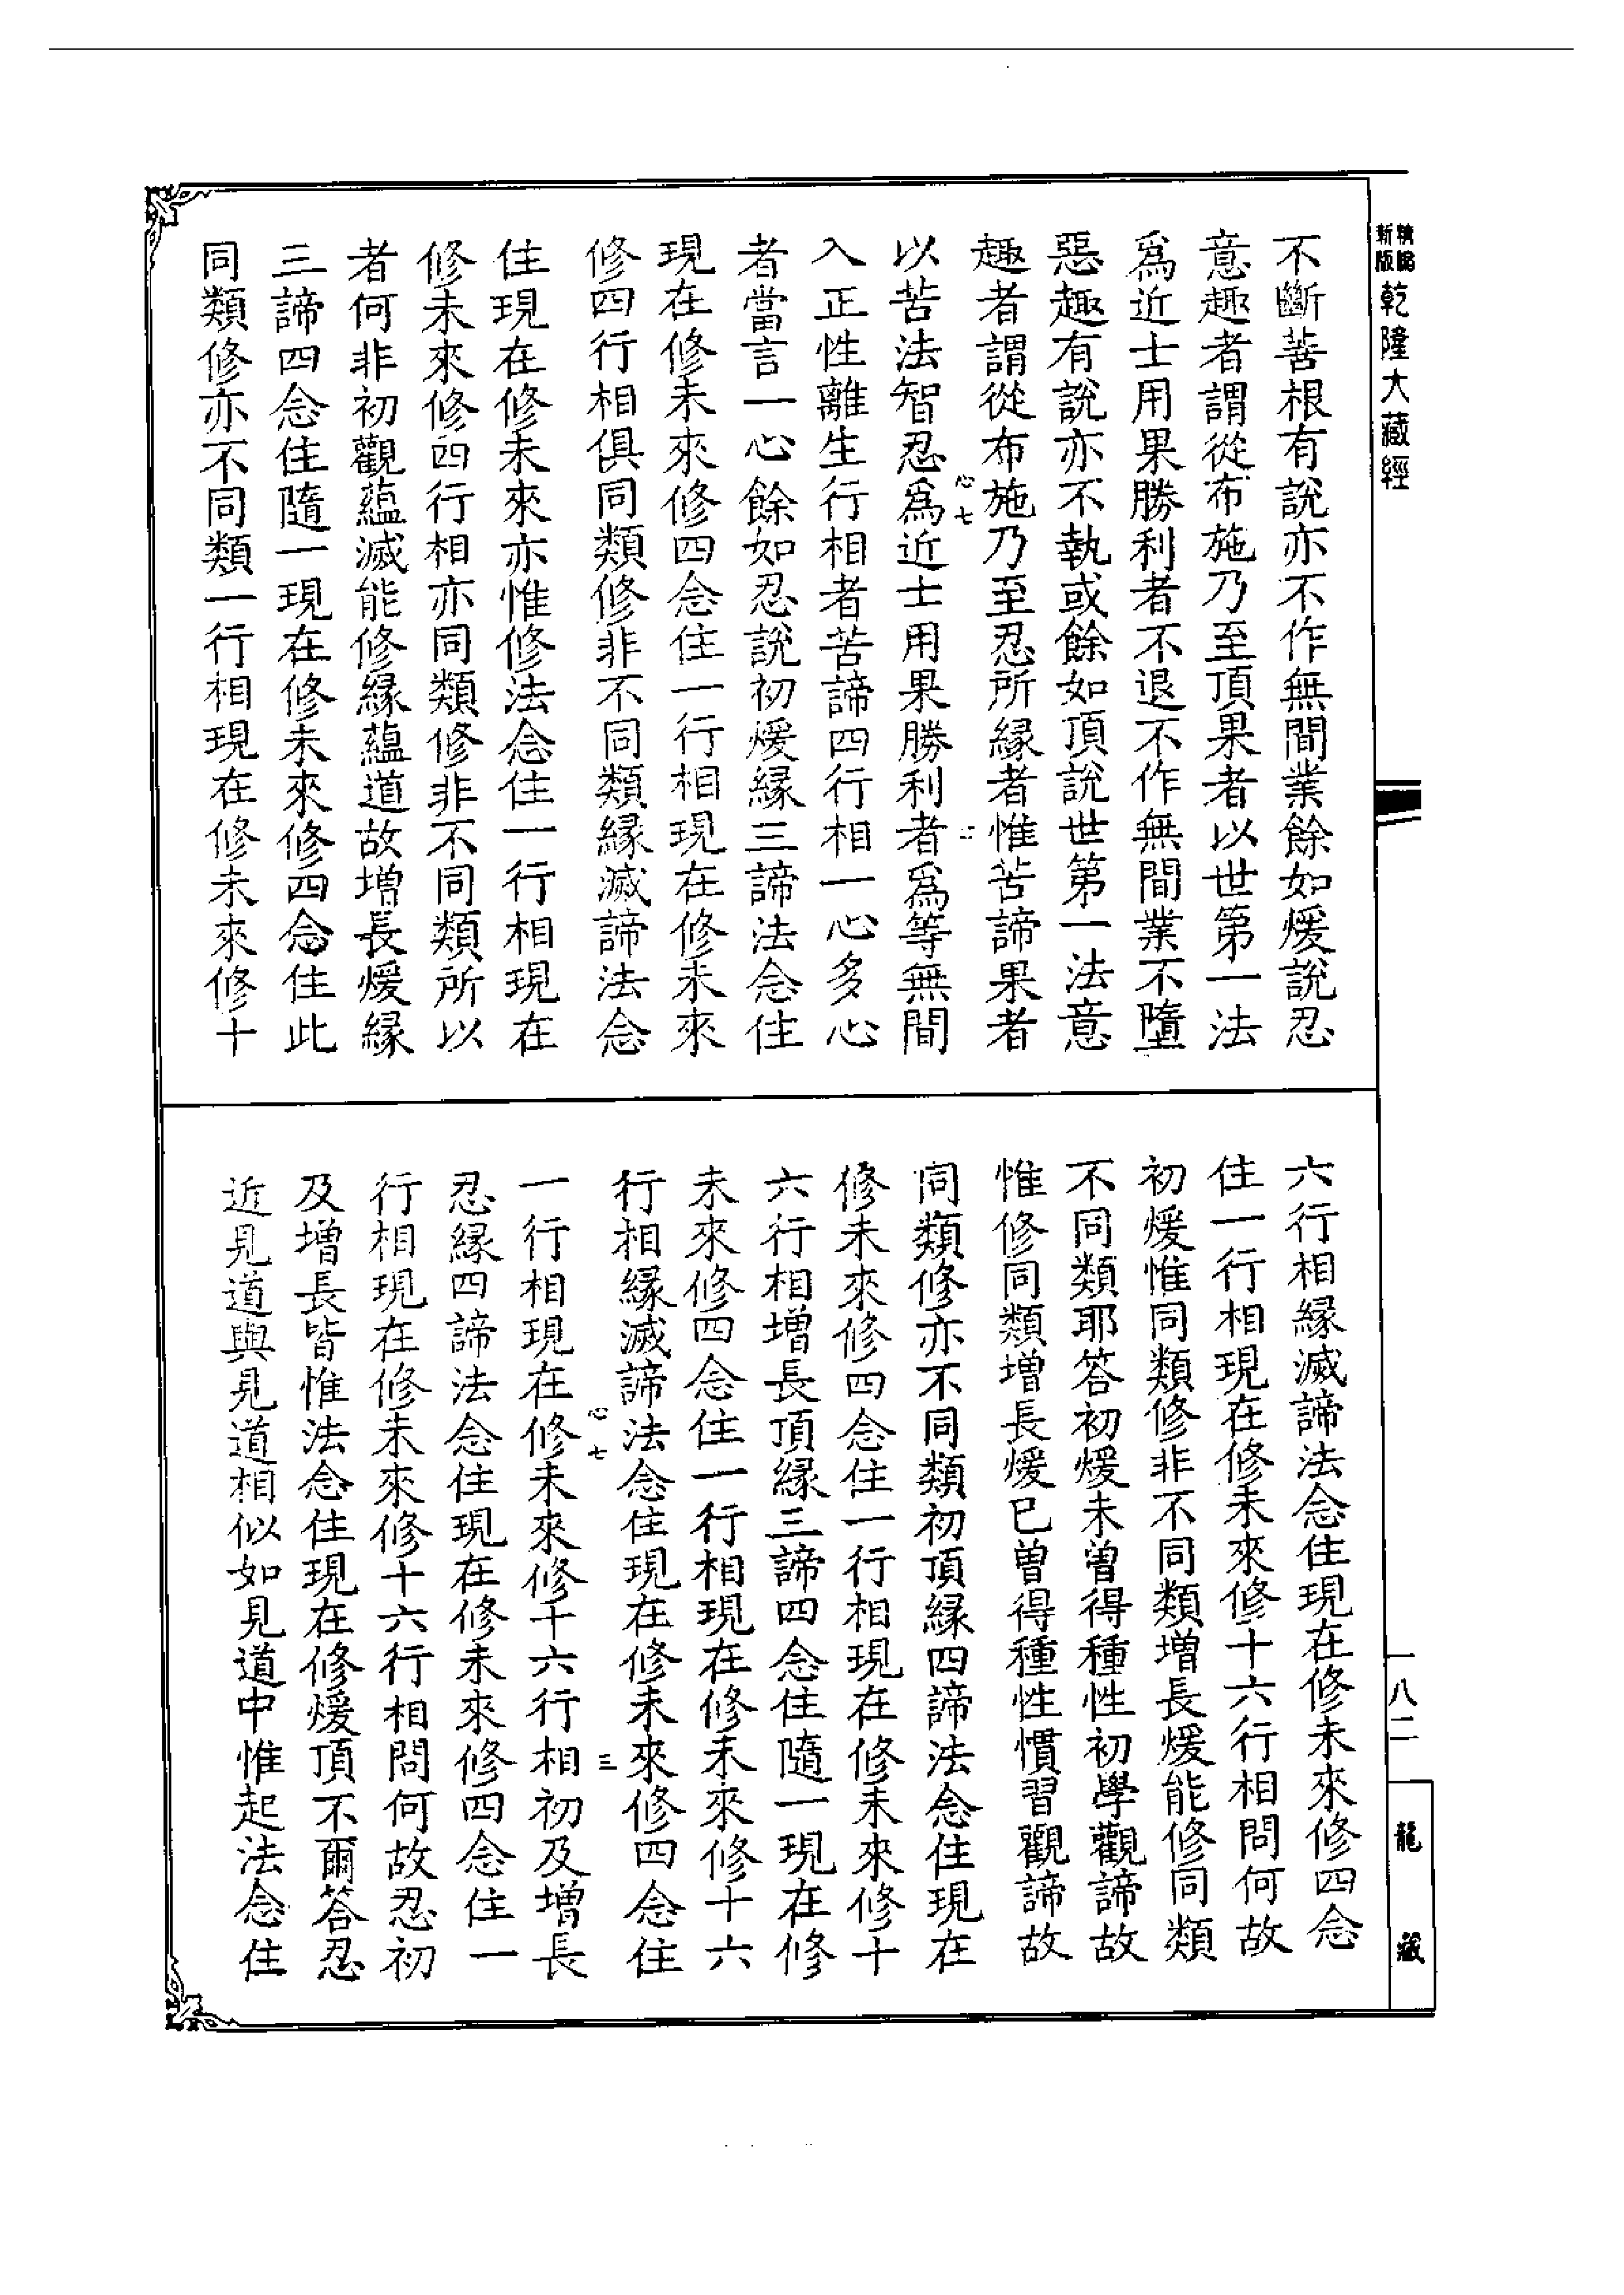 新版
精縮
乾隆大藏經
不斷善根有說亦不作無間業餘如煖說忍
意趣者謂從布施乃至頂果者以世第一法
爲近士用果勝利者不退不作無間業不墮
惡趣有說亦不執或餘如頂說世第一法意
趣者謂從布施乃至忍所緣者惟苦諦果者
心七
二
以苦法智忍爲近士用果勝利者爲等無間
入正性離生行相者苦諦四行相一心多心
者當言一心餘如忍說初煖緣三諦法念住
現在修未來修四念住一行相現在修未來
修四行相俱同類修非不同類緣滅諦法念
住現在修未來亦惟修法念住一行相現在
修未來修四行相亦同類修非不同類所以
者何非初觀蘊滅能修緣蘊道故增長煖緣
三諦四念住隨一現在修未來修四念住此
同類修亦不同類一行相現在修未來修十
六行相緣滅諦法念住現在修未來修四念
住一行相現在修未來修十六行相問何故
初煖惟同類修非不同類增長煖能修同類
不同類耶答初煖未曾得種性初學觀諦故
惟修同類增長煖已曾得種性慣習觀諦故
同類修亦不同類初頂緣四諦法念住現在
修未來修四念住一行相現在修未來修十
六行相增長頂緣三諦四念住隨一現在修
未來修四念住一行相現在修未來修十六
行相緣滅諦法念住現在修未來修四念住
心七
三
一行相現在修未來修十六行相初及增長
忍緣四諦法念住現在修未來修四念住一
行相現在修未來修十六行相問何故忍初
及增長皆惟法念住現在修煖頂不爾答忍
近見道與見道相似如見道中惟起法念住
一八二
龍藏